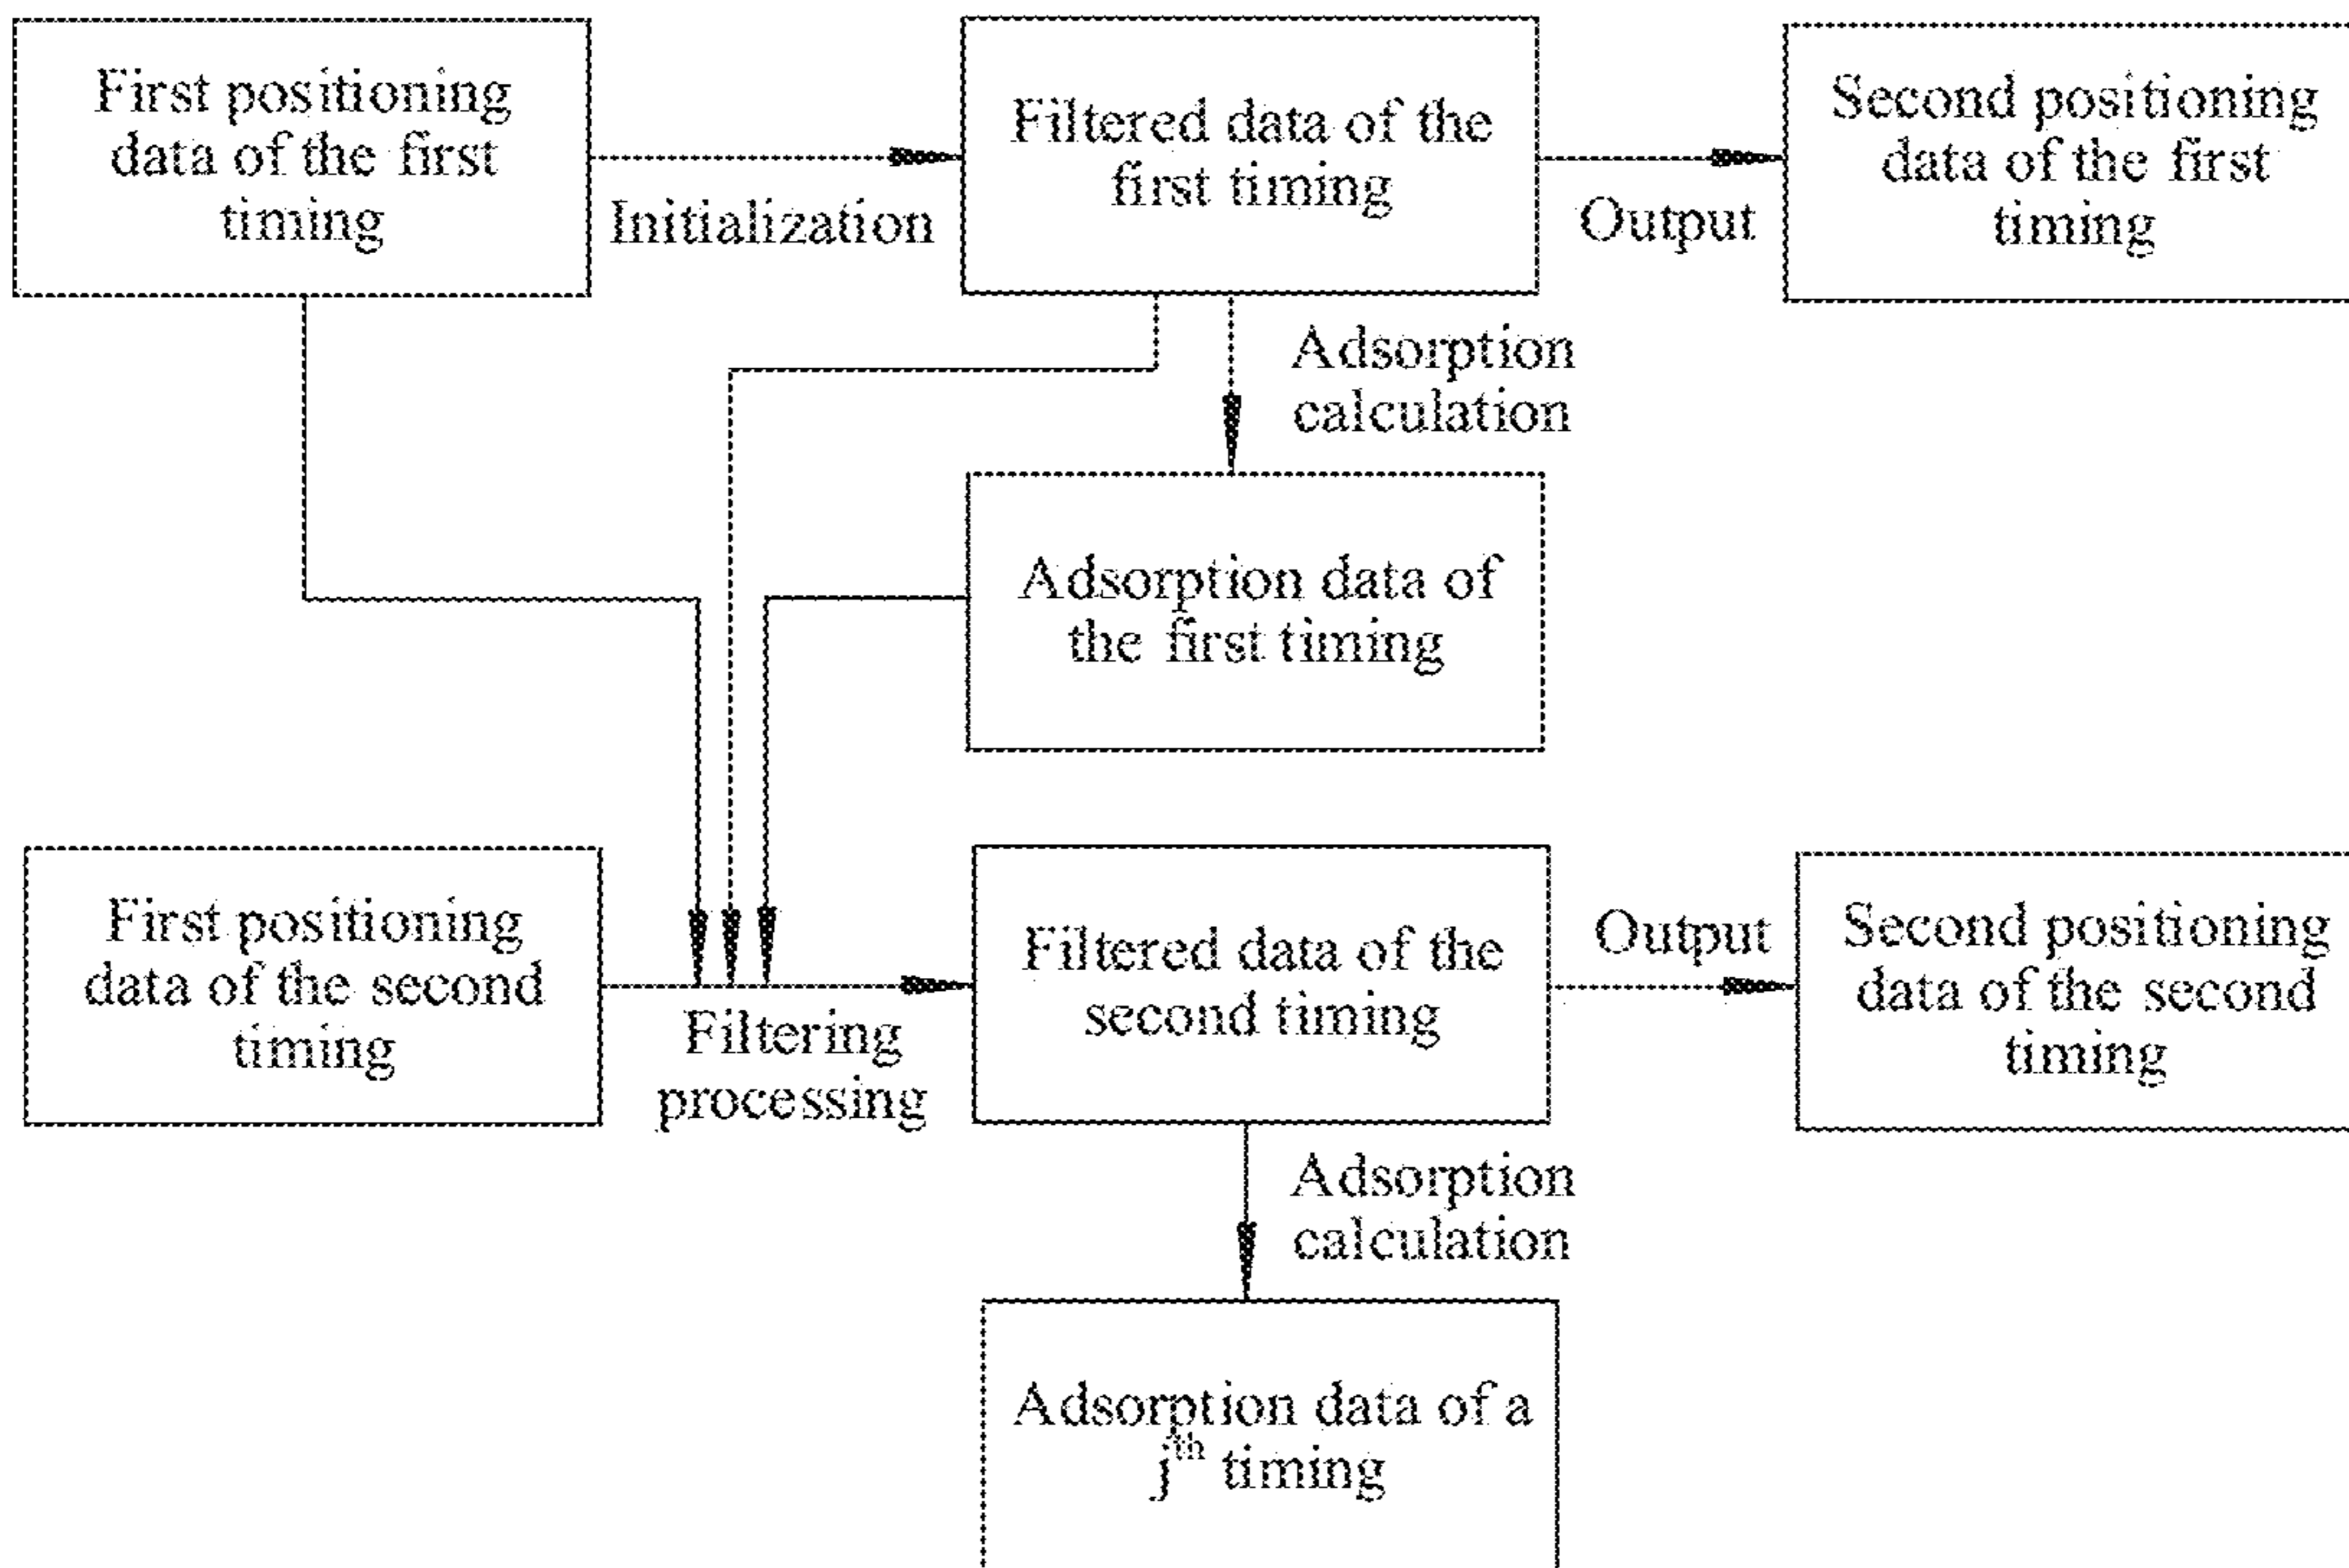 First positioning
data of the first
timing
Initialization
Filtered data of the
first timing
Output
Second positioning
data of the first
timing
Adsorption
calculation
Adsorption data of
the first timing
First positioning
data of the second
timing
Filtering
processing
Filtered data of the
second timing
Output
Second positioning
data of the second
timing
Adsorption
calculation
Adsorption data of a
jth timing